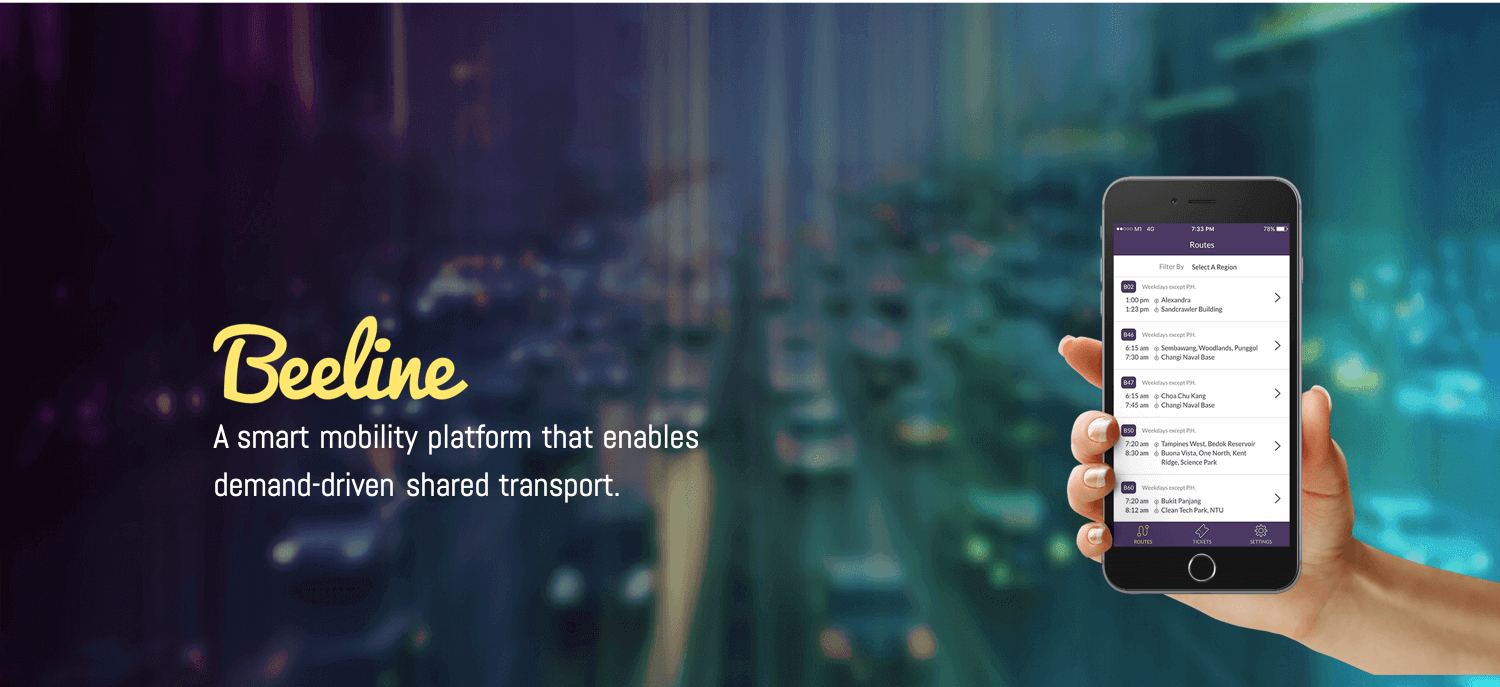 Beeline
A smart mobility platform that enables
demand-driven shared transport.
M1 4G 7:33 PM 78%
Routes
Filter By Select A Region
B02 Weekdays except P.H.
1:00 pm Alexandra
1:23 pm Sandcrawler Building
B46 Weekdays except P.H.
6:15 am Sembawang, Woodlands, Punggol
7:30 am Changi Naval Base
B47 Weekdays except P.H.
6:15 am Choa Chu Kang
7:45 am Changi Naval Base
B50 Weekdays except P.H.
7:20 am Tampines West, Bedok Reservoir
8:30 am Buona Vista, One North, Kent
Ridge, Science Park
B60 Weekdays except P.H.
7:20 am Bukit Panjang
8:12 am Clean Tech Park, NTU
ROUTES TICKETS SETTINGS